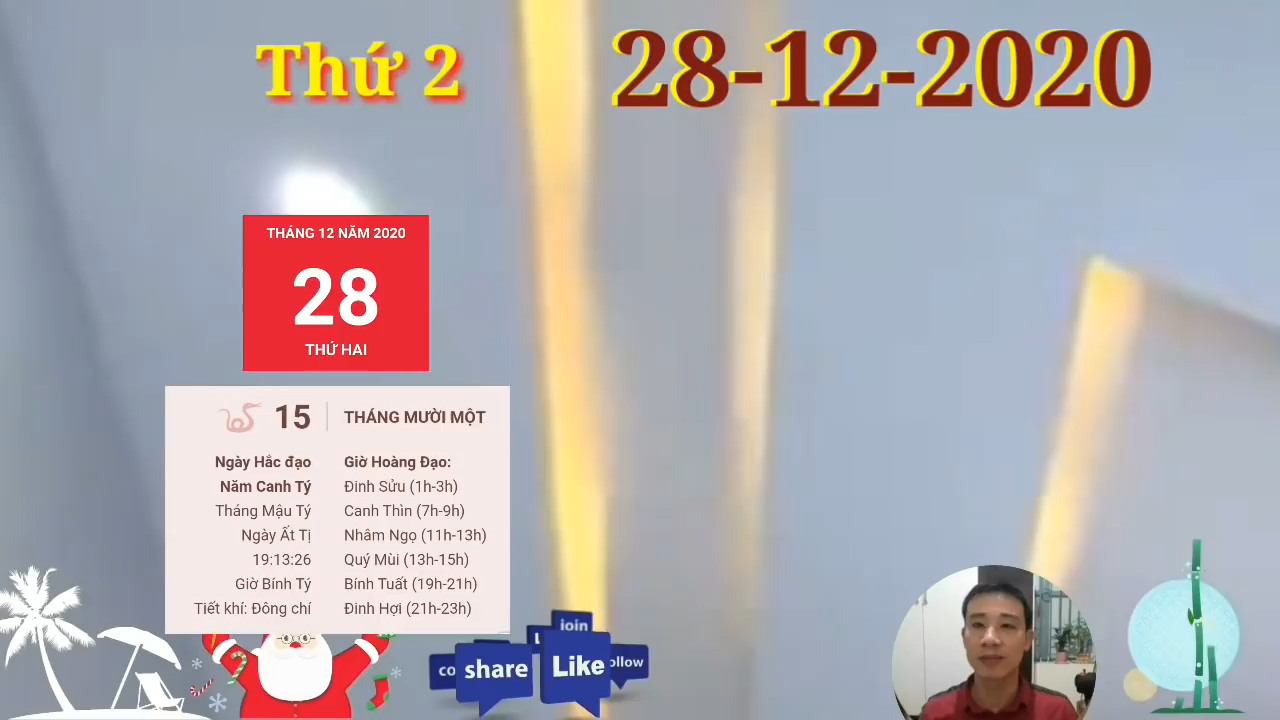 Thứ 2
28-12-2020
THÁNG 12 NĂM 2020
28
THỨ HAI
15
THÁNG MƯỜI MỘT
Ngày Hắc đạo
Giờ Hoàng Đạo:
Năm Canh Tý
Đinh Sửu (1h-3h)
Tháng Mậu Tý
Canh Thìn (7h-9h)
Ngày Ất Tị
Nhâm Ngọ (11h-13h)
19:13:26
Quý Mùi (13h-15h)
Giờ Bính Tý
Bính Tuất (19h-21h)
Tiết khí: Đông chí
Đinh Hợi (21h-23h)
join
L
co
share
Like
ollow